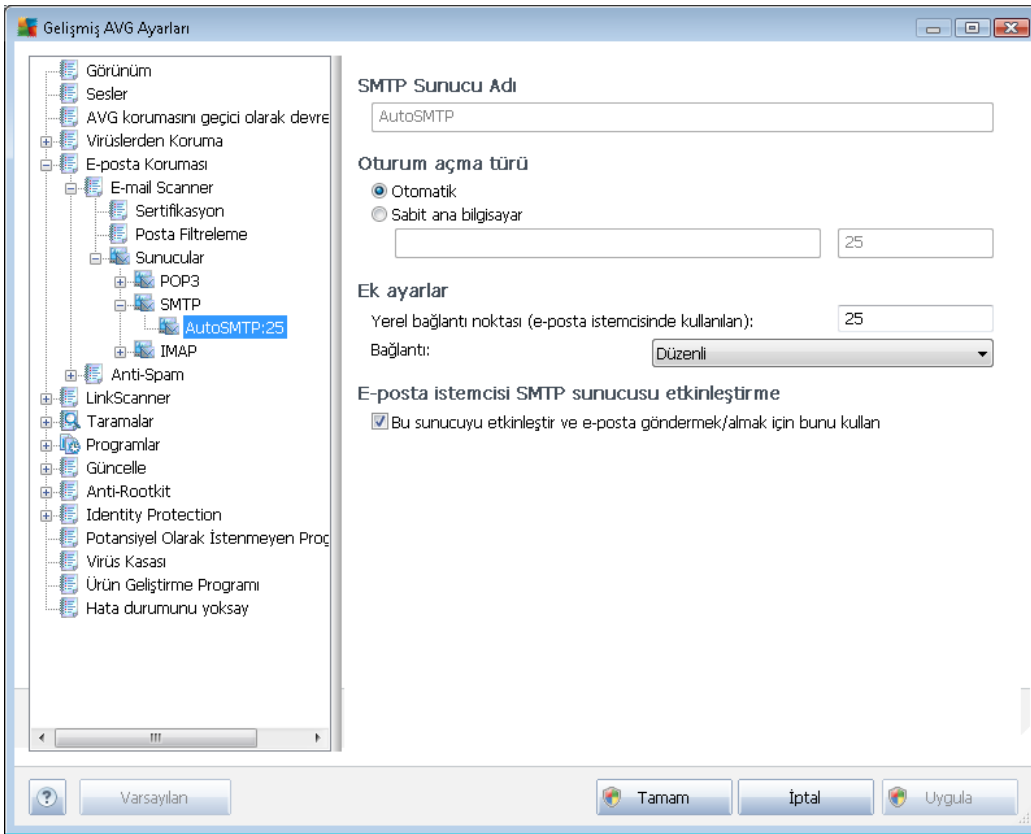 Gelişmiş AVG Ayarları
Görünüm
Sesler
AVG korumasını geçici olarak devre
Virüslerden Koruma
E-posta Koruması
E-mail Scanner
Sertifikasyon
Posta Filtreleme
Sunucular
POP3
SMTP
AutoSMTP:25
IMAP
Anti-Spam
LinkScanner
Taramalar
Programlar
Güncelle
Anti-Rootkit
Identity Protection
Potansiyel Olarak İstenmeyen Prog
Virüs Kasası
Ürün Geliştirme Programı
Hata durumunu yoksay
SMTP Sunucu Adı
AutoSMTP
Oturum açma türü
Otomatik
Sabit ana bilgisayar
25
Ek ayarlar
Yerel bağlantı noktası (e-posta istemcisinde kullanılan): 25
Bağlantı: Düzenli
E-posta istemcisi SMTP sunucusu etkinleştirme
Bu sunucuyu etkinleştir ve e-posta göndermek/almak için bunu kullan
? Varsayılan Tamam İptal Uygula